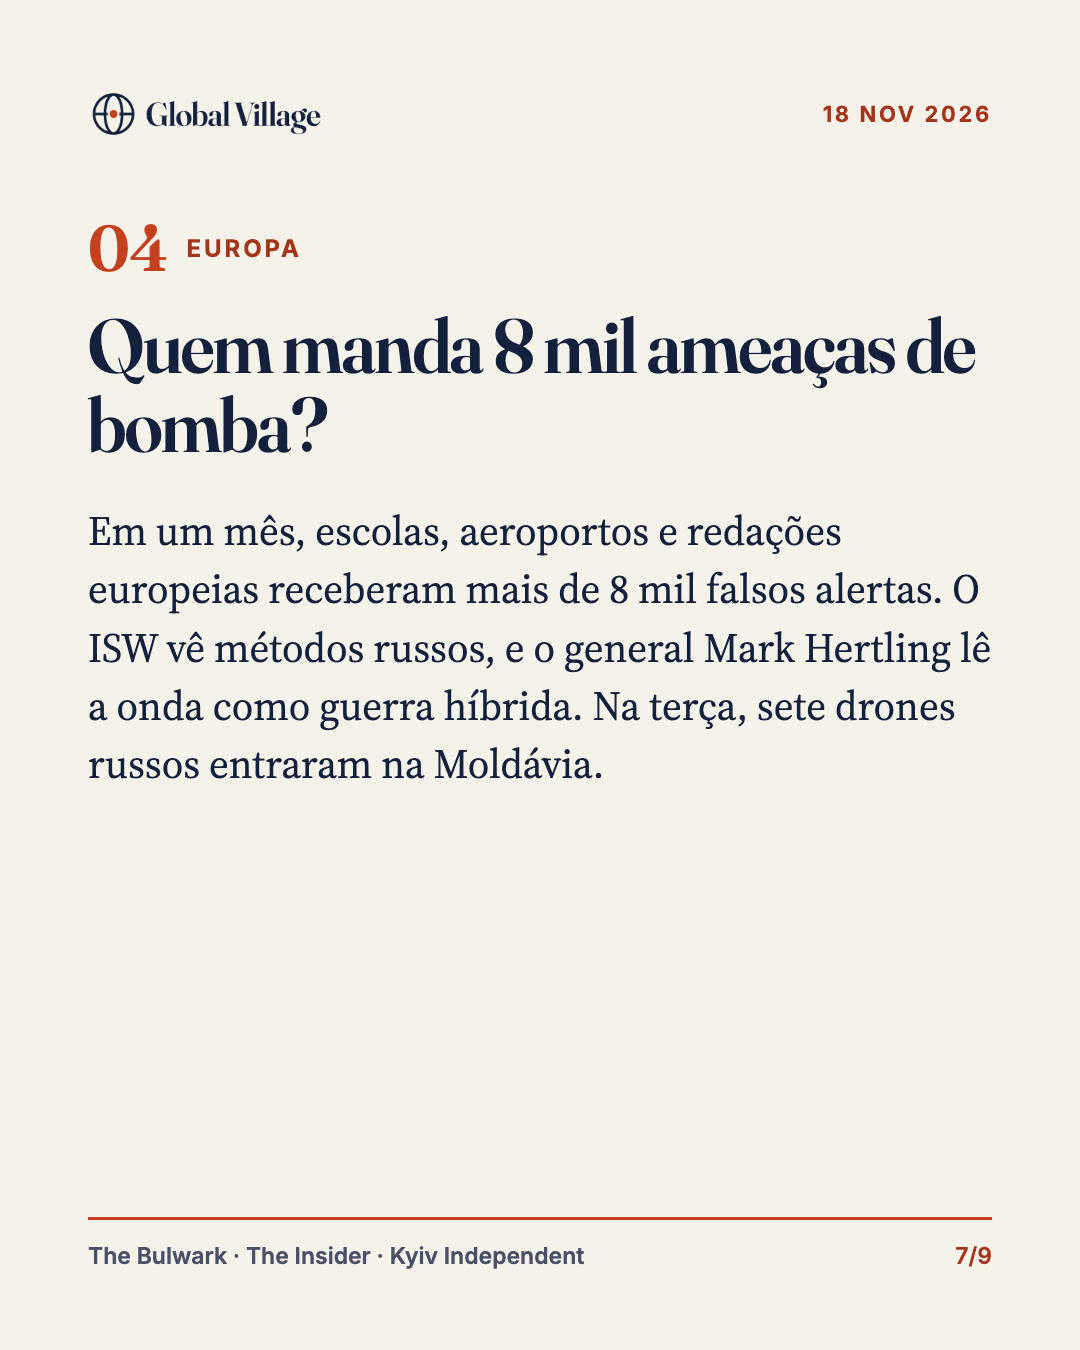 Global Village
18 NOV 2026
04 EUROPA
Quem manda 8 mil ameaças de
bomba?
Em um mês, escolas, aeroportos e redações
europeias receberam mais de 8 mil falsos alertas. O
ISW vê métodos russos, e o general Mark Hertling lê
a onda como guerra híbrida. Na terça, sete drones
russos entraram na Moldávia.
The Bulwark · The Insider · Kyiv Independent
7/9